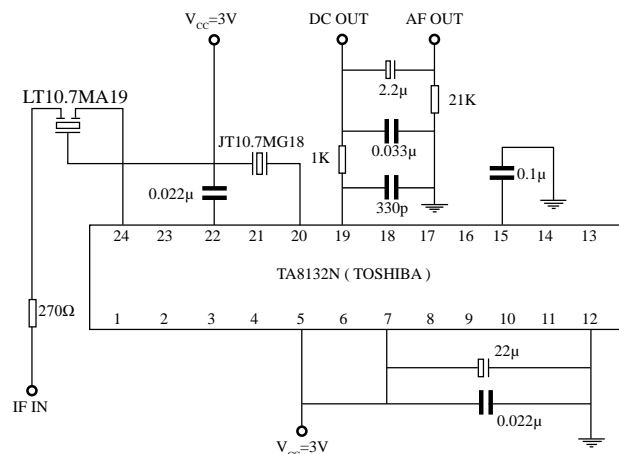 V_CC=3V DC OUT AF OUT
LT10.7MA19
2.2μ 21K
JT10.7MG18
1K 0.033μ
0.022μ 0.1μ
330p
24 23 22 21 20 19 18 17 16 15 14 13
TA8132N ( TOSHIBA )
270Ω
1 2 3 4 5 6 7 8 9 10 11 12
22μ
IF IN
0.022μ
V_CC=3V